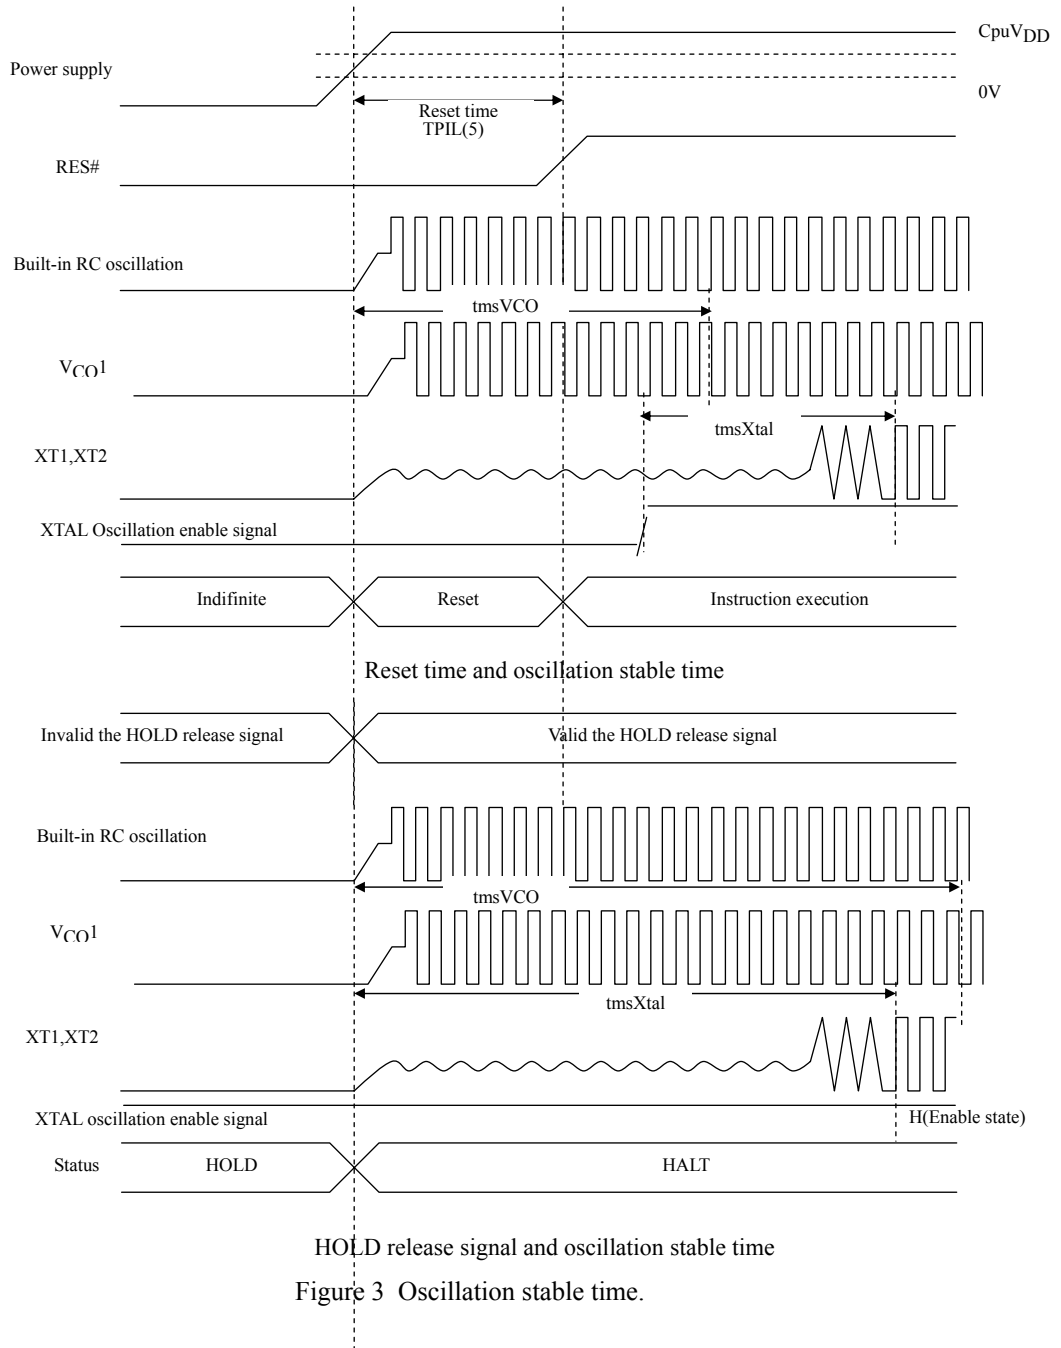 CpuVDD
Power supply
0V
Reset time
TPIL(5)
RES#
Built-in RC oscillation
tmsVCO
VCO1
tmsXtal
XT1,XT2
XTAL Oscillation enable signal
Indifinite Reset Instruction execution
Reset time and oscillation stable time
Invalid the HOLD release signal Valid the HOLD release signal
Built-in RC oscillation
tmsVCO
VCO1
tmsXtal
XT1,XT2
XTAL oscillation enable signal H(Enable state)
Status HOLD HALT
HOLD release signal and oscillation stable time
Figure 3 Oscillation stable time.